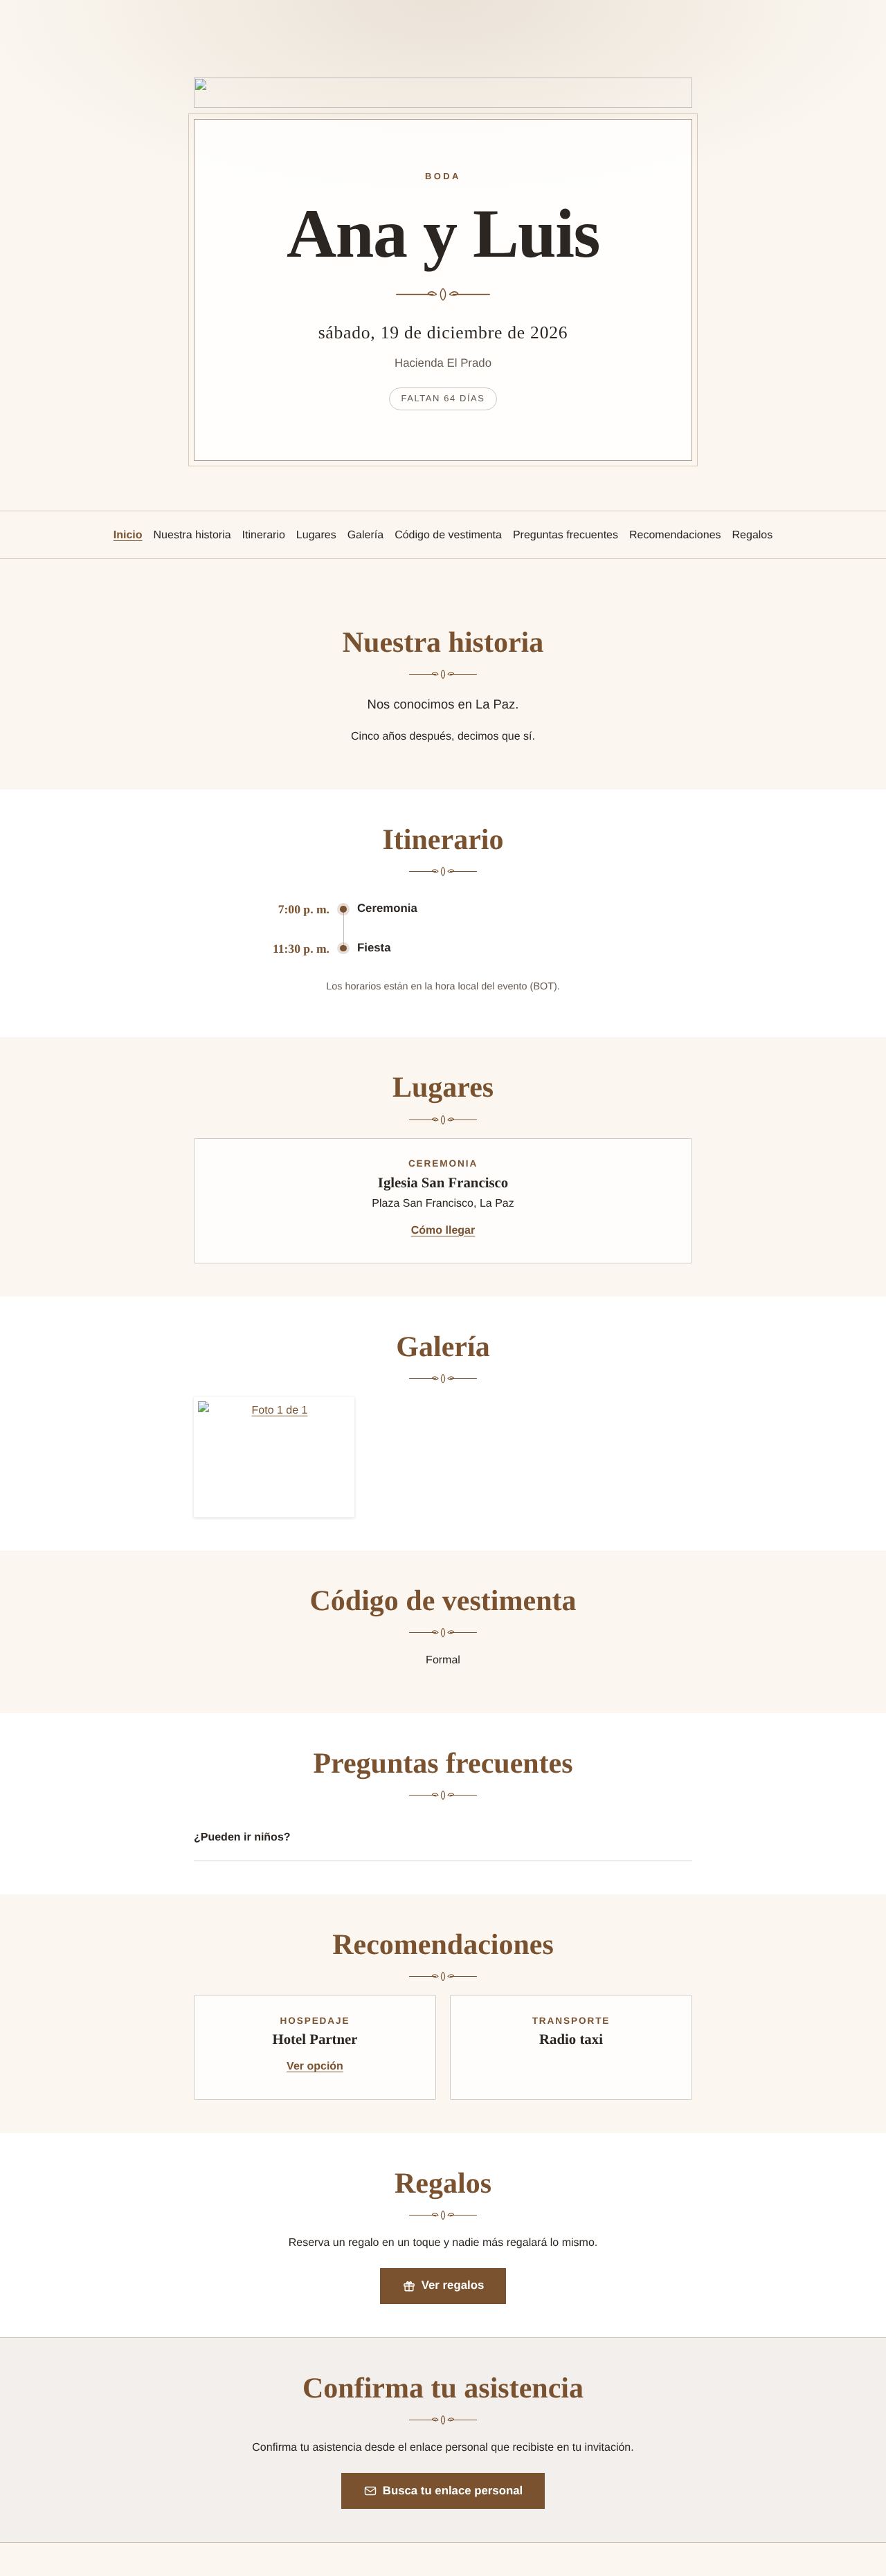 BODA
Ana y Luis
sábado, 19 de diciembre de 2026
Hacienda El Prado
FALTAN 64 DÍAS
Inicio Nuestra historia Itinerario Lugares Galería Código de vestimenta Preguntas frecuentes Recomendaciones Regalos
Nuestra historia
Nos conocimos en La Paz.
Cinco años después, decimos que sí.
Itinerario
7:00 p. m. Ceremonia
11:30 p. m. Fiesta
Los horarios están en la hora local del evento (BOT).
Lugares
CEREMONIA
Iglesia San Francisco
Plaza San Francisco, La Paz
Cómo llegar
Galería
Foto 1 de 1
Código de vestimenta
Formal
Preguntas frecuentes
¿Pueden ir niños?
Recomendaciones
HOSPEDAJE
Hotel Partner
Ver opción
TRANSPORTE
Radio taxi
Regalos
Reserva un regalo en un toque y nadie más regalará lo mismo.
Ver regalos
Confirma tu asistencia
Confirma tu asistencia desde el enlace personal que recibiste en tu invitación.
Busca tu enlace personal